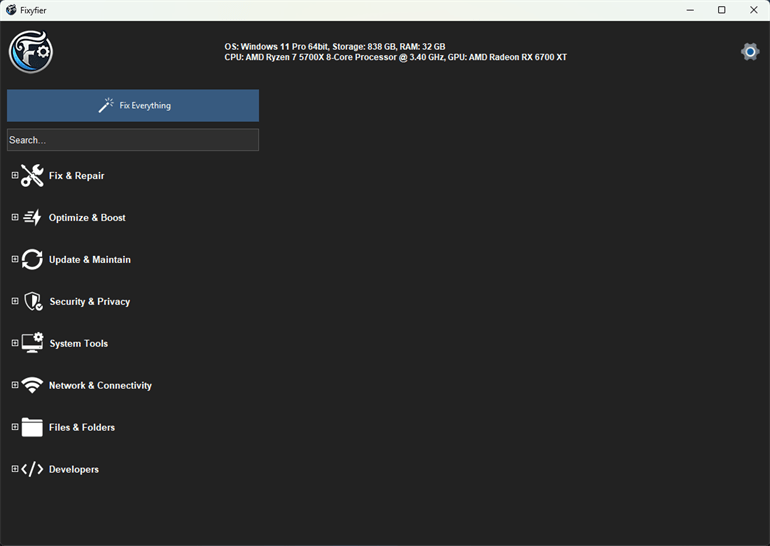 Fixyfier
OS: Windows 11 Pro 64bit, Storage: 838 GB, RAM: 32 GB
CPU: AMD Ryzen 7 5700X 8-Core Processor @ 3.40 GHz, GPU: AMD Radeon RX 6700 XT
Fix Everything
Search...
Fix & Repair
Optimize & Boost
Update & Maintain
Security & Privacy
System Tools
Network & Connectivity
Files & Folders
Developers